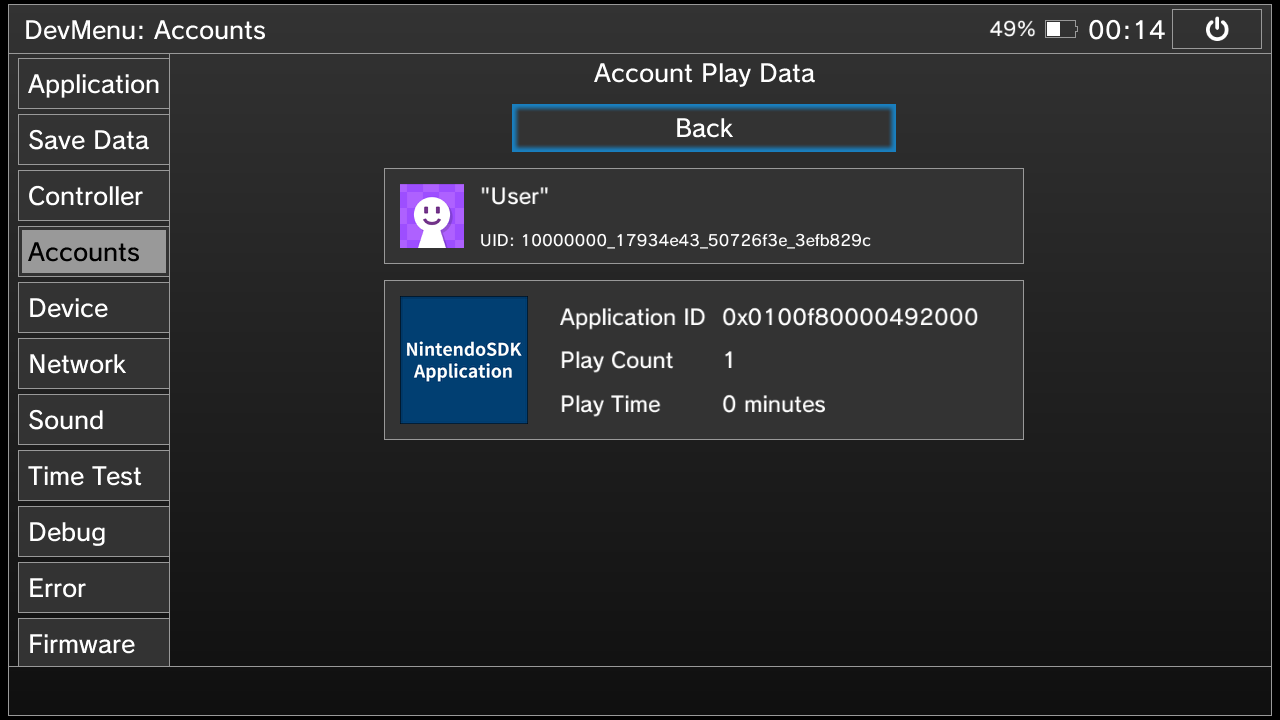 DevMenu: Accounts
49%
00:14
Application
Save Data
Controller
Accounts
Device
Network
Sound
Time Test
Debug
Error
Firmware
Account Play Data
Back
"User"
UID: 10000000_17934e43_50726f3e_3efb829c
NintendoSDK
Application
Application ID 0x0100f80000492000
Play Count 1
Play Time 0 minutes